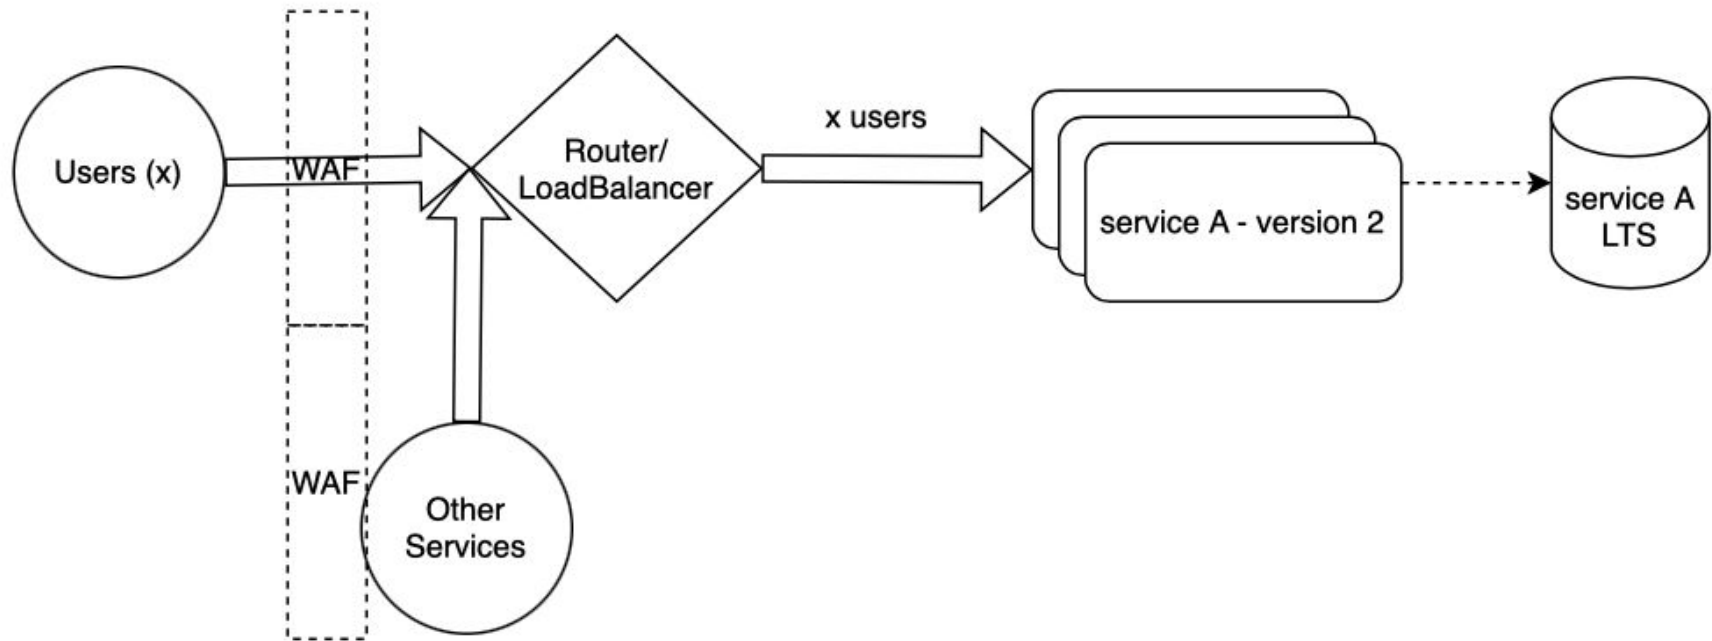 Users (x)
WAF
Router/
LoadBalancer
x users
service A - version 2
service A
LTS
WAF
Other
Services